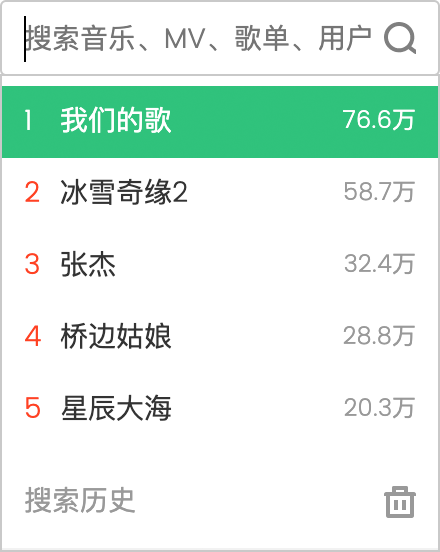 搜索音乐、MV、歌单、用户
1 我们的歌 76.6万
2 冰雪奇缘2 58.7万
3 张杰 32.4万
4 桥边姑娘 28.8万
5 星辰大海 20.3万
搜索历史